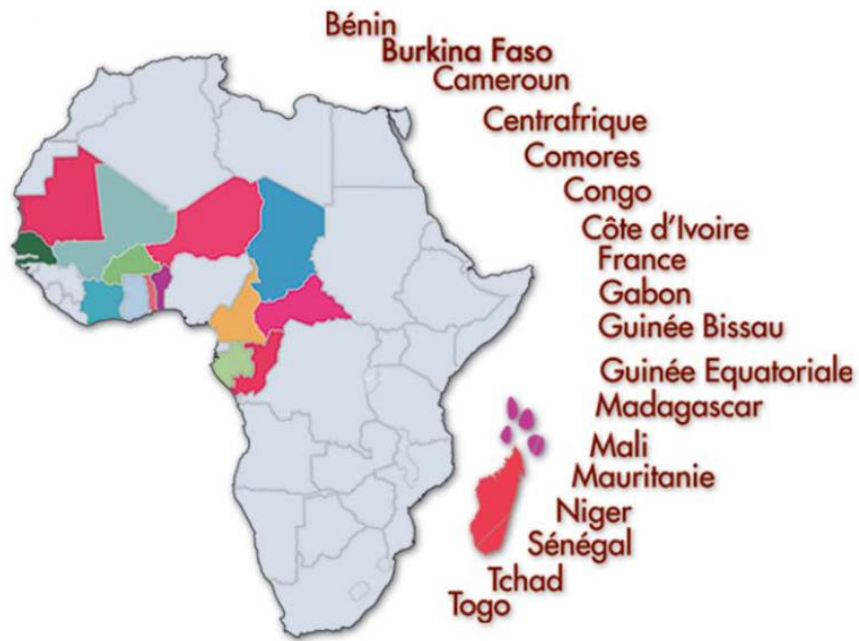 Bénin
Burkina Faso
Cameroun
Centrafrique
Comores
Congo
Côte d'Ivoire
France
Gabon
Guinée Bissau
Guinée Equatoriale
Madagascar
Mali
Mauritanie
Niger
Sénégal
Tchad
Togo